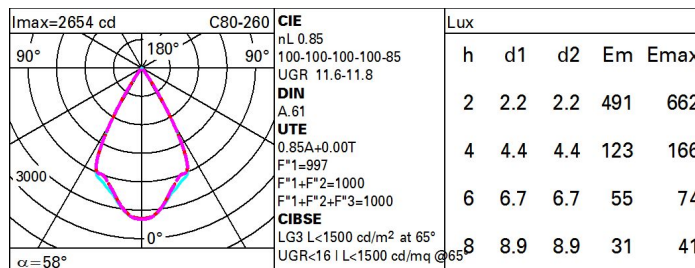 Imax=2654 cd C80-260
90° 180° 90°
3000
0°
α=58°
CIE
nL 0.85
100-100-100-100-85
UGR 11.6-11.8
DIN
A.61
UTE
0.85A+0.00T
F"1=997
F"1+F"2=1000
F"1+F"2+F"3=1000
CIBSE
LG3 L<1500 cd/m² at 65°
UGR<16 | L<1500 cd/mq @65°
Lux
h d1 d2 Em Emax
2 2.2 2.2 491 662
4 4.4 4.4 123 166
6 6.7 6.7 55 74
8 8.9 8.9 31 41